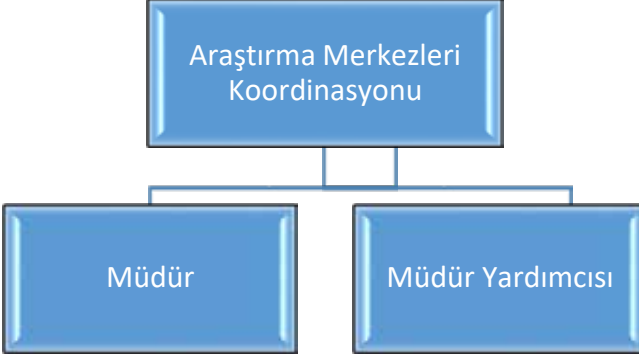 Araştırma Merkezleri
Koordinasyonu
Müdür
Müdür Yardımcısı